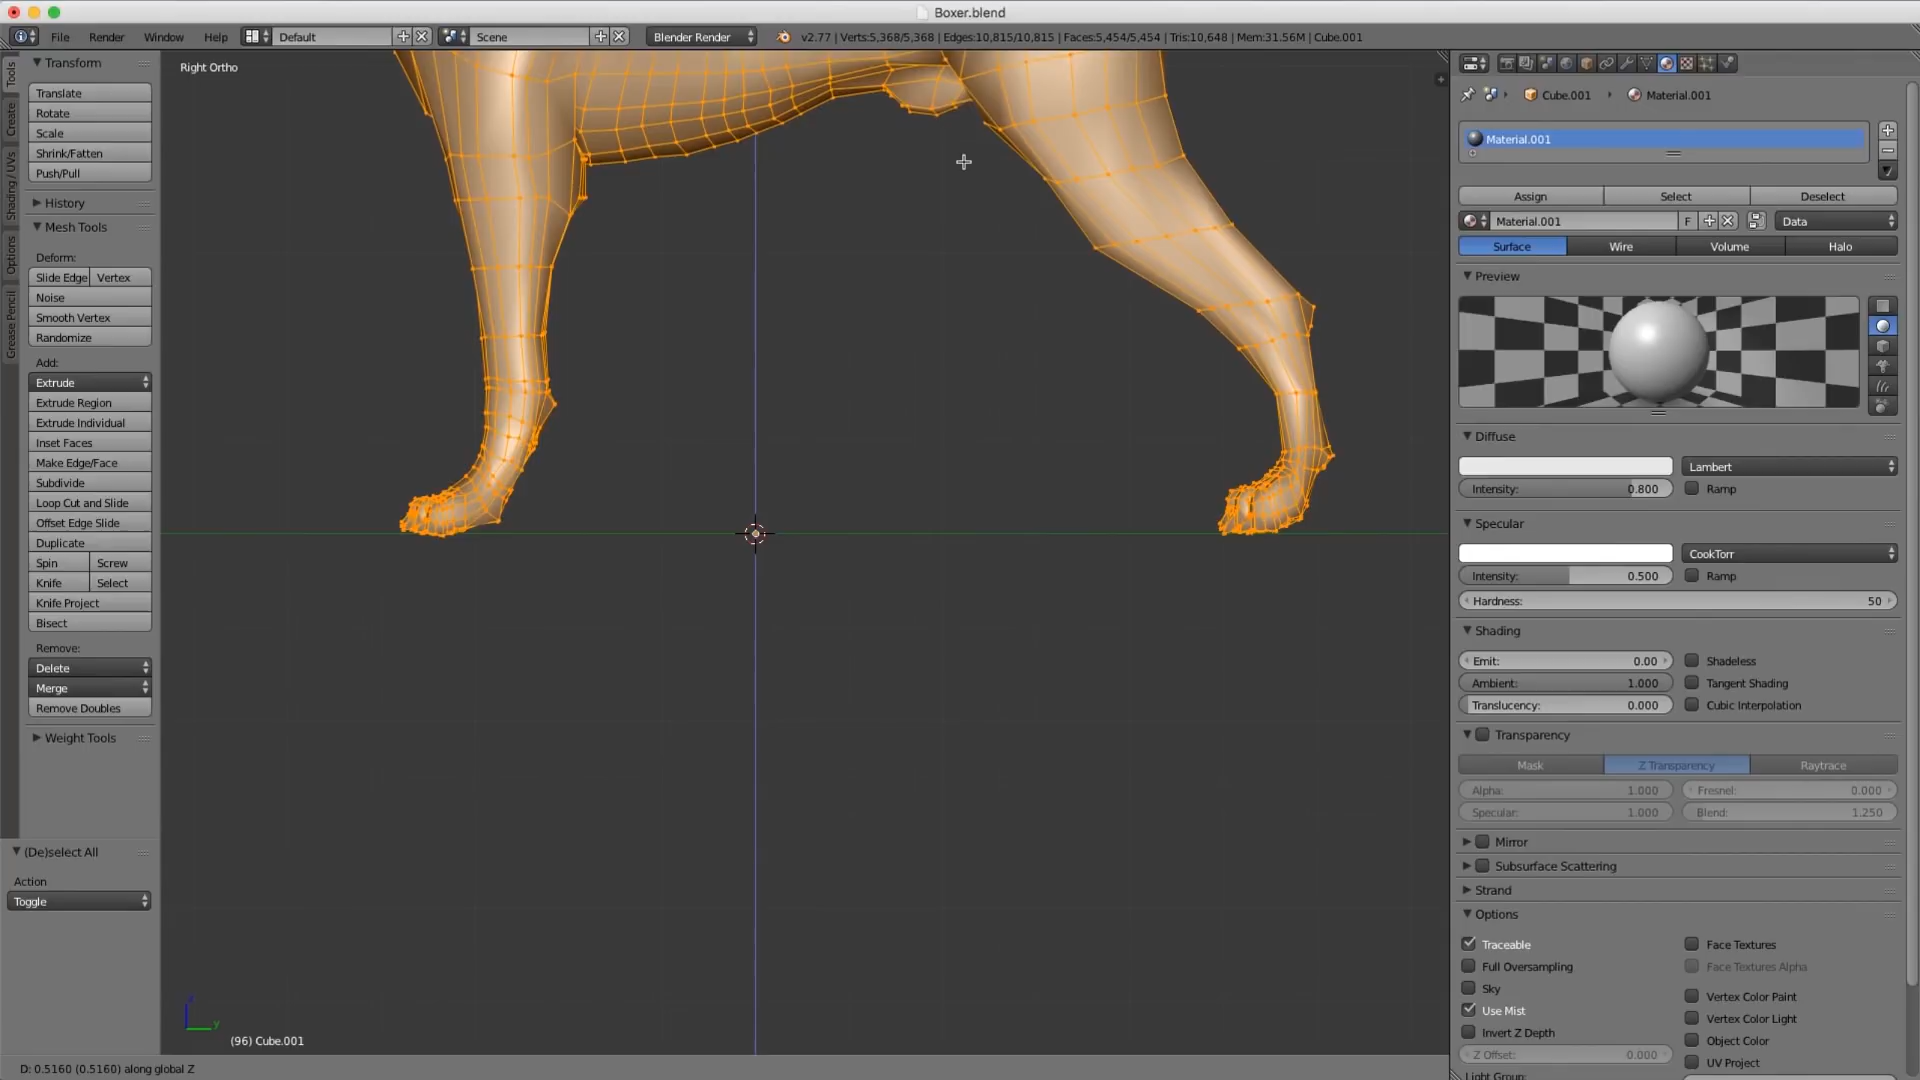 Boxer.blend
File Render Window Help Default Scene Blender Render v2.77 | Verts:5,368/5,368 | Edges:10,815/10,815 | Faces:5,454/5,454 | Tris:10,648 | Mem:31.56M | Cube.001
Tools
Create
Shading / UVs
Options
Grease Pencil
Transform
Translate
Rotate
Scale
Shrink/Fatten
Push/Pull
History
Mesh Tools
Deform:
Slide Edge Vertex
Noise
Smooth Vertex
Randomize
Add:
Extrude
Extrude Region
Extrude Individual
Inset Faces
Make Edge/Face
Subdivide
Loop Cut and Slide
Offset Edge Slide
Duplicate
Spin Screw
Knife Select
Knife Project
Bisect
Remove:
Delete
Merge
Remove Doubles
Weight Tools
(De)select All
Action
Toggle
Right Ortho
z
y
(96) Cube.001
D: 0.5160 (0.5160) along global Z
Cube.001 Material.001
Material.001
Assign Select Deselect
Material.001 F Data
Surface Wire Volume Halo
Preview
Diffuse
Lambert
Intensity: 0.800 Ramp
Specular
CookTorr
Intensity: 0.500 Ramp
Hardness: 50
Shading
Emit: 0.00 Shadeless
Ambient: 1.000 Tangent Shading
Translucency: 0.000 Cubic Interpolation
Transparency
Mask Z Transparency Raytrace
Alpha: 1.000 Fresnel: 0.000
Specular: 1.000 Blend: 1.250
Mirror
Subsurface Scattering
Strand
Options
Traceable Face Textures
Full Oversampling Face Textures Alpha
Sky Vertex Color Paint
Use Mist Vertex Color Light
Invert Z Depth Object Color
Z Offset: 0.000 UV Project
Light Group: